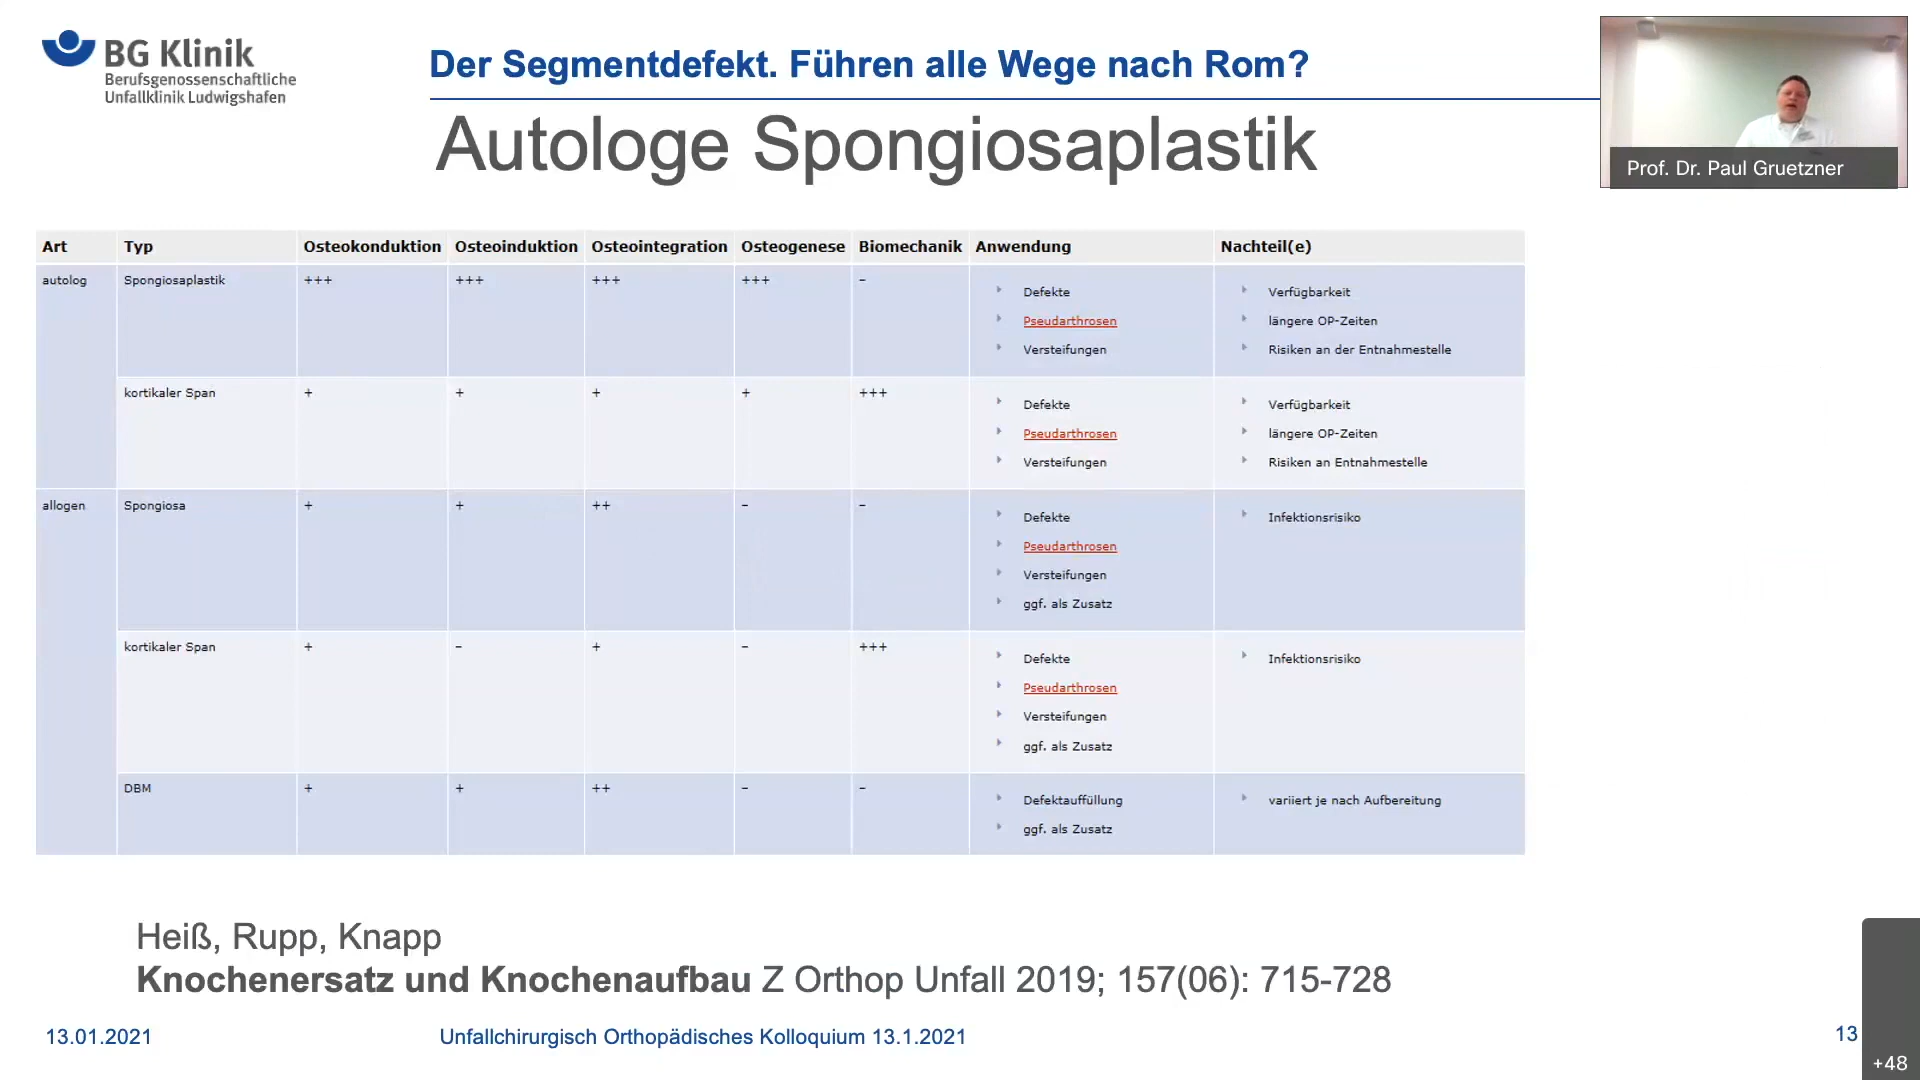 BG Klinik
Berufsgenossenschaftliche
Unfallklinik Ludwigshafen
Der Segmentdefekt. Führen alle Wege nach Rom?
Autologe Spongiosaplastik
Prof. Dr. Paul Gruetzner
Art Typ Osteokonduktion Osteoinduktion Osteointegration Osteogenese Biomechanik Anwendung Nachteil(e)
autolog Spongiosaplastik +++ +++ +++ +++ –
Defekte Verfügbarkeit
Pseudarthrosen längere OP-Zeiten
Versteifungen Risiken an der Entnahmestelle
kortikaler Span + + + + +++
Defekte Verfügbarkeit
Pseudarthrosen längere OP-Zeiten
Versteifungen Risiken an Entnahmestelle
allogen Spongiosa + + ++ – –
Defekte Infektionsrisiko
Pseudarthrosen
Versteifungen
ggf. als Zusatz
kortikaler Span + – + – +++
Defekte Infektionsrisiko
Pseudarthrosen
Versteifungen
ggf. als Zusatz
DBM + + ++ – –
Defektauffüllung variiert je nach Aufbereitung
ggf. als Zusatz
Heiß, Rupp, Knapp
Knochenersatz und Knochenaufbau Z Orthop Unfall 2019; 157(06): 715-728
13.01.2021 Unfallchirurgisch Orthopädisches Kolloquium 13.1.2021 13
+48